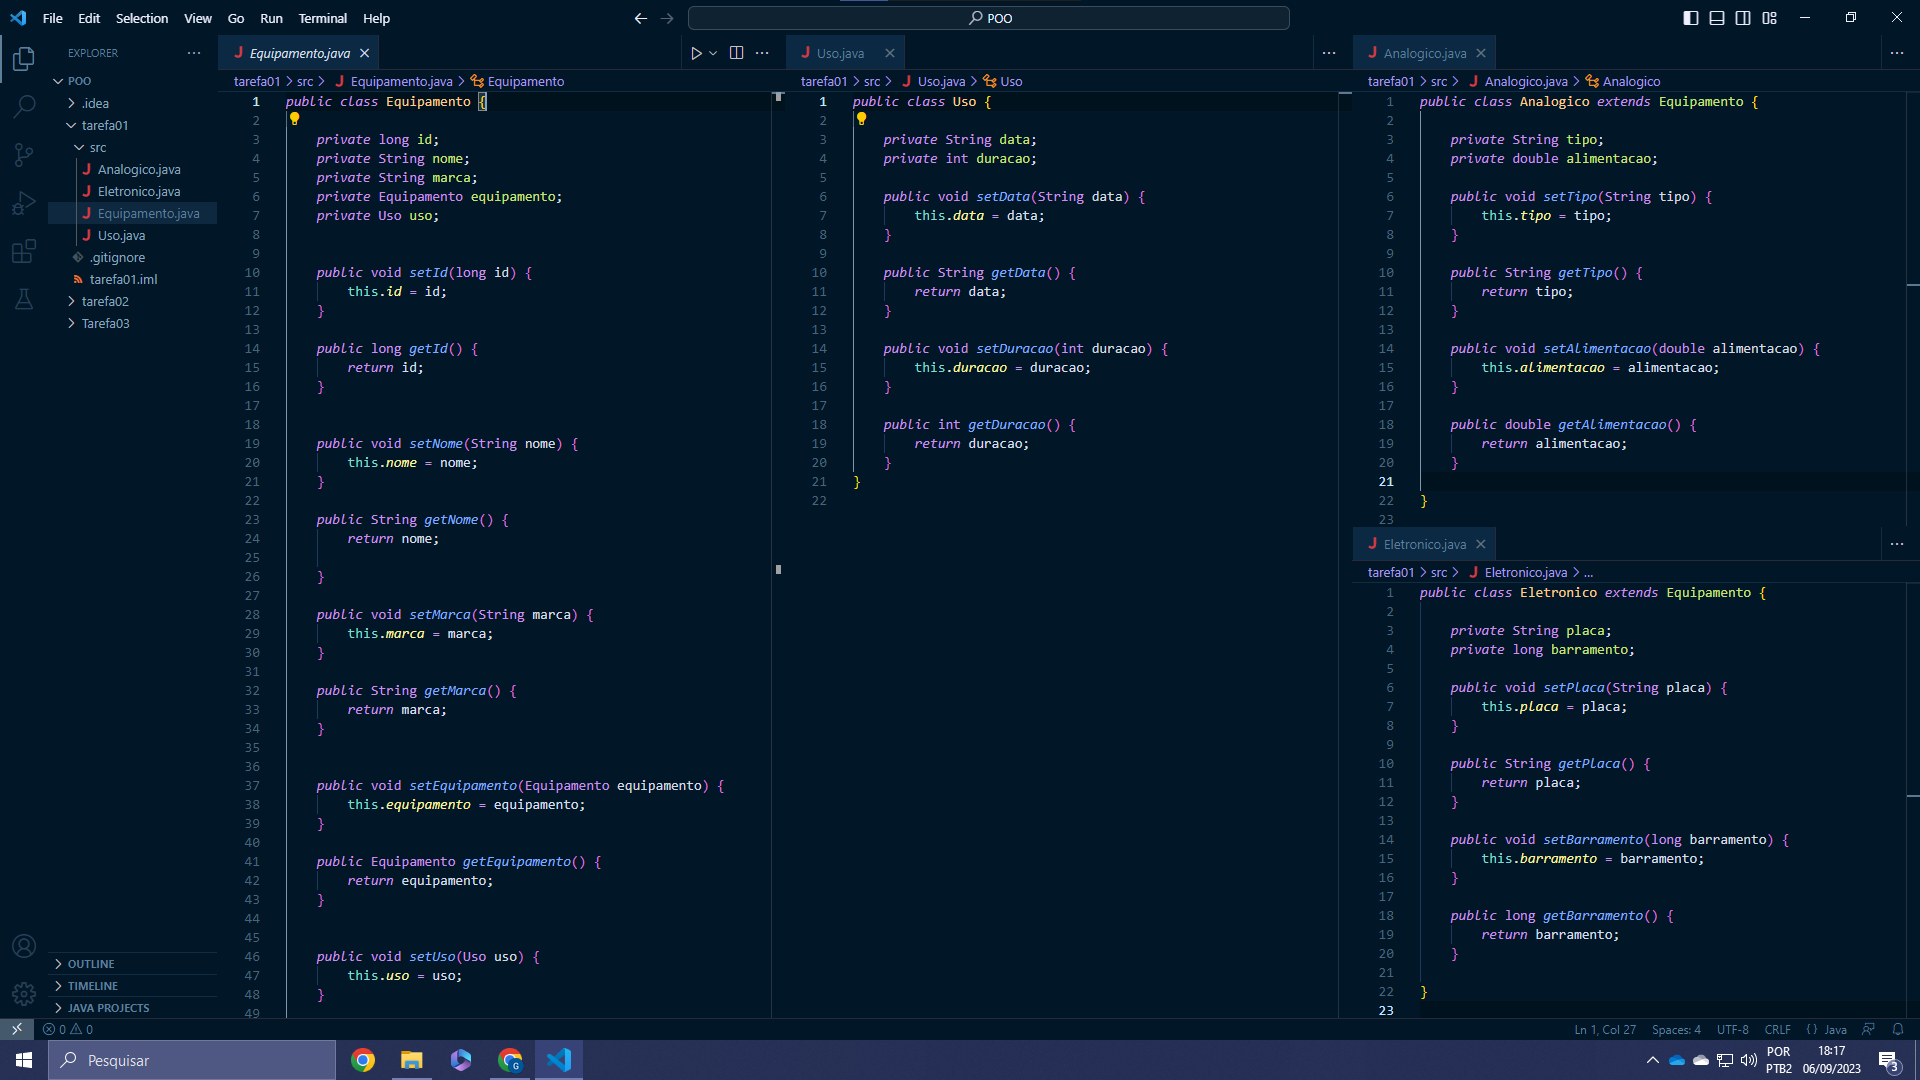 File Edit Selection View Go Run Terminal Help
POO
EXPLORER
POO
.idea
tarefa01
src
Analogico.java
Eletronico.java
Equipamento.java
Uso.java
.gitignore
tarefa01.iml
tarefa02
Tarefa03
OUTLINE
TIMELINE
JAVA PROJECTS
Equipamento.java
tarefa01 > src > Equipamento.java > Equipamento
1 public class Equipamento {
2
3 private long id;
4 private String nome;
5 private String marca;
6 private Equipamento equipamento;
7 private Uso uso;
8
9
10 public void setId(long id) {
11 this.id = id;
12 }
13
14 public long getId() {
15 return id;
16 }
17
18
19 public void setNome(String nome) {
20 this.nome = nome;
21 }
22
23 public String getNome() {
24 return nome;
25
26 }
27
28 public void setMarca(String marca) {
29 this.marca = marca;
30 }
31
32 public String getMarca() {
33 return marca;
34 }
35
36
37 public void setEquipamento(Equipamento equipamento) {
38 this.equipamento = equipamento;
39 }
40
41 public Equipamento getEquipamento() {
42 return equipamento;
43 }
44
45
46 public void setUso(Uso uso) {
47 this.uso = uso;
48 }
49
Uso.java
tarefa01 > src > Uso.java > Uso
1 public class Uso {
2
3 private String data;
4 private int duracao;
5
6 public void setData(String data) {
7 this.data = data;
8 }
9
10 public String getData() {
11 return data;
12 }
13
14 public void setDuracao(int duracao) {
15 this.duracao = duracao;
16 }
17
18 public int getDuracao() {
19 return duracao;
20 }
21 }
22
Analogico.java
tarefa01 > src > Analogico.java > Analogico
1 public class Analogico extends Equipamento {
2
3 private String tipo;
4 private double alimentacao;
5
6 public void setTipo(String tipo) {
7 this.tipo = tipo;
8 }
9
10 public String getTipo() {
11 return tipo;
12 }
13
14 public void setAlimentacao(double alimentacao) {
15 this.alimentacao = alimentacao;
16 }
17
18 public double getAlimentacao() {
19 return alimentacao;
20 }
21
22 }
23
Eletronico.java
tarefa01 > src > Eletronico.java > ...
1 public class Eletronico extends Equipamento {
2
3 private String placa;
4 private long barramento;
5
6 public void setPlaca(String placa) {
7 this.placa = placa;
8 }
9
10 public String getPlaca() {
11 return placa;
12 }
13
14 public void setBarramento(long barramento) {
15 this.barramento = barramento;
16 }
17
18 public long getBarramento() {
19 return barramento;
20 }
21
22 }
23
0 0
Ln 1, Col 27 Spaces: 4 UTF-8 CRLF {} Java
Pesquisar
G
POR
PTB2
18:17
06/09/2023
3